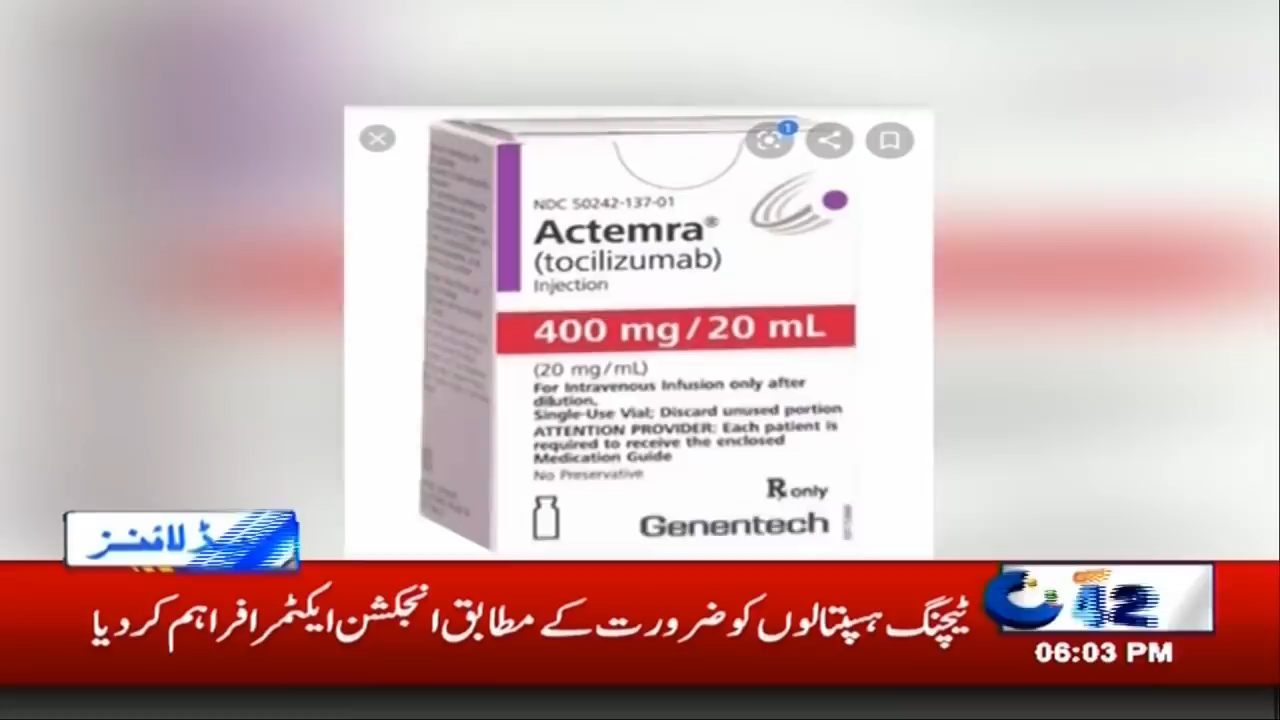 1
NDC 50242-137-01
Actemra®
(tocilizumab)
Injection
400 mg/20 mL
(20 mg/mL)
For Intravenous Infusion only after
dilution.
Single-Use Vial; Discard unused portion
ATTENTION PROVIDER: Each patient is
required to receive the enclosed
Medication Guide
No Preservative
Rx only
Genentech
ڈلائنز
ٹیچنگ ہسپتالوں کو ضرورت کے مطابق انجکشن ایکٹمرا فراہم کر دیا
42
06:03 PM